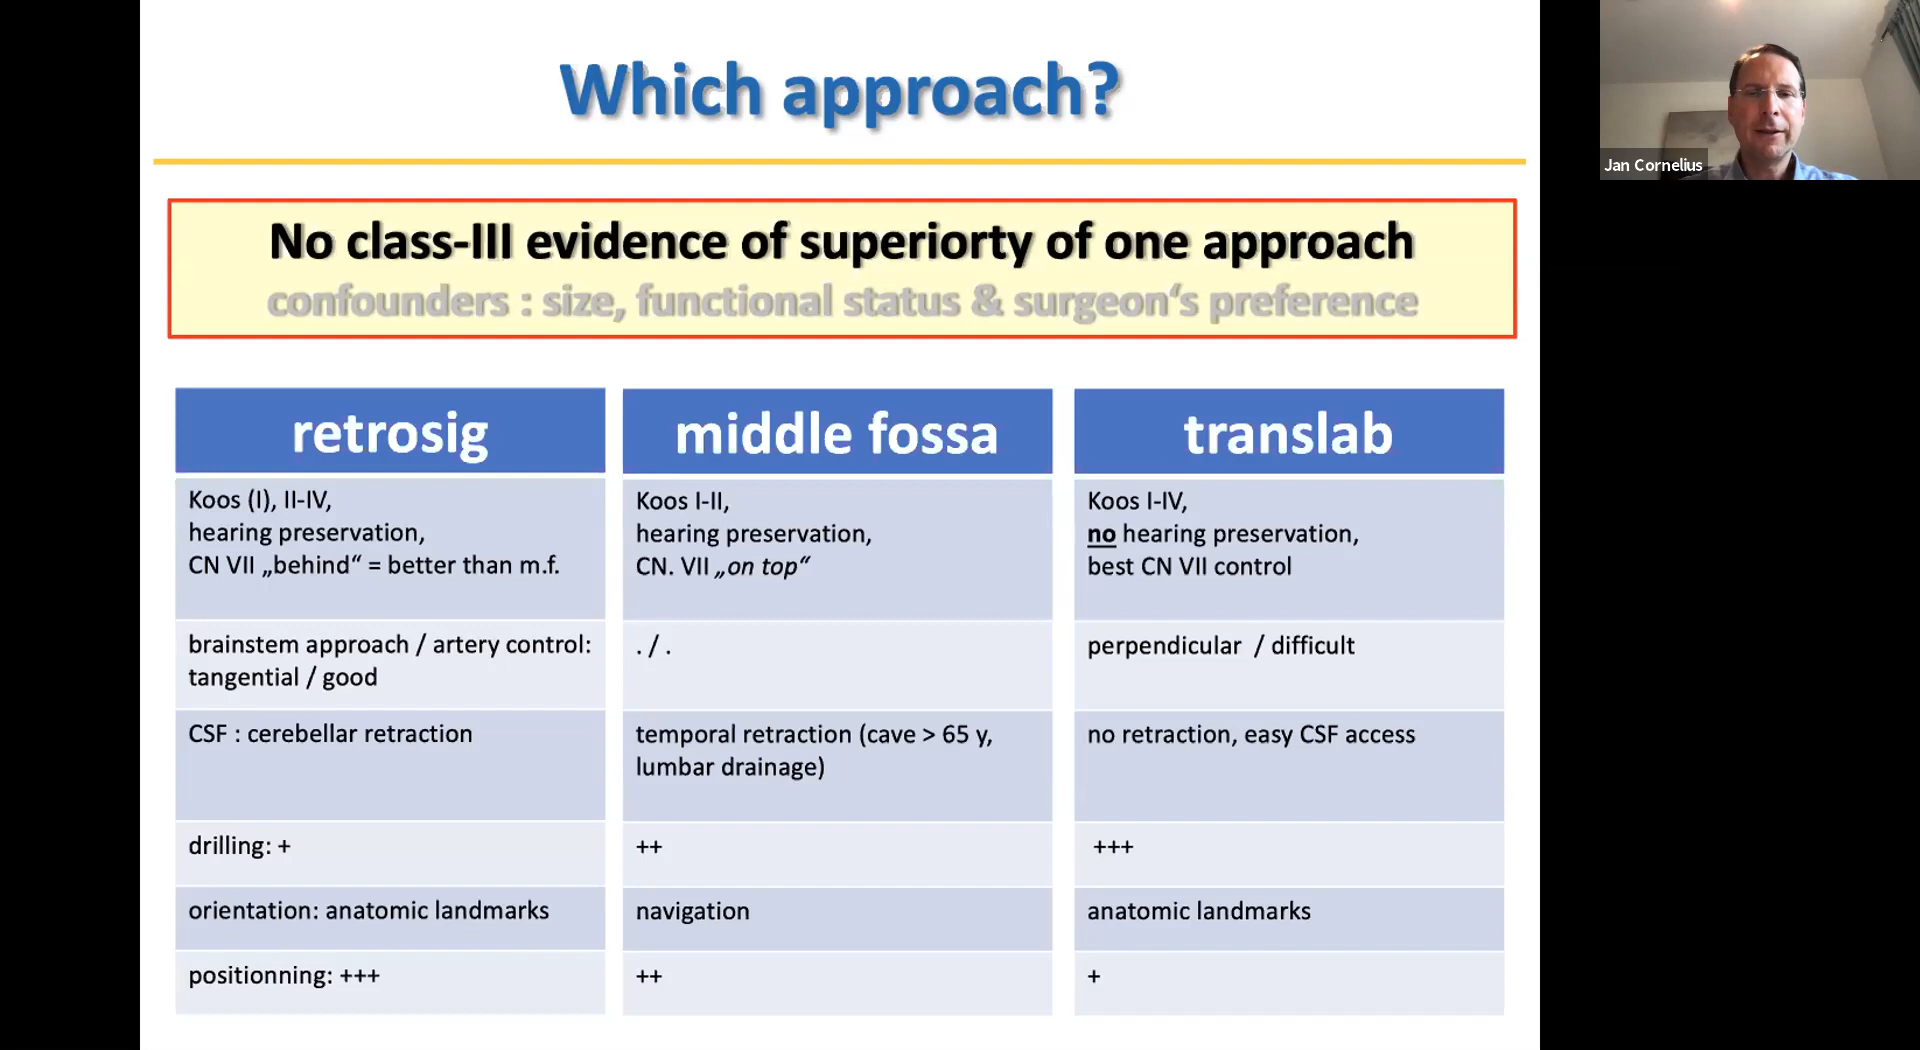 Which approach?
Jan Cornelius
No class-III evidence of superiorty of one approach
confounders : size, functional status & surgeon‘s preference
retrosig
middle fossa
translab
Koos (I), II-IV,
hearing preservation,
CN VII „behind“ = better than m.f.
Koos I-II,
hearing preservation,
CN. VII „on top“
Koos I-IV,
no hearing preservation,
best CN VII control
brainstem approach / artery control:
tangential / good
. / .
perpendicular / difficult
CSF : cerebellar retraction
temporal retraction (cave > 65 y,
lumbar drainage)
no retraction, easy CSF access
drilling: +
++
+++
orientation: anatomic landmarks
navigation
anatomic landmarks
positionning: +++
++
+